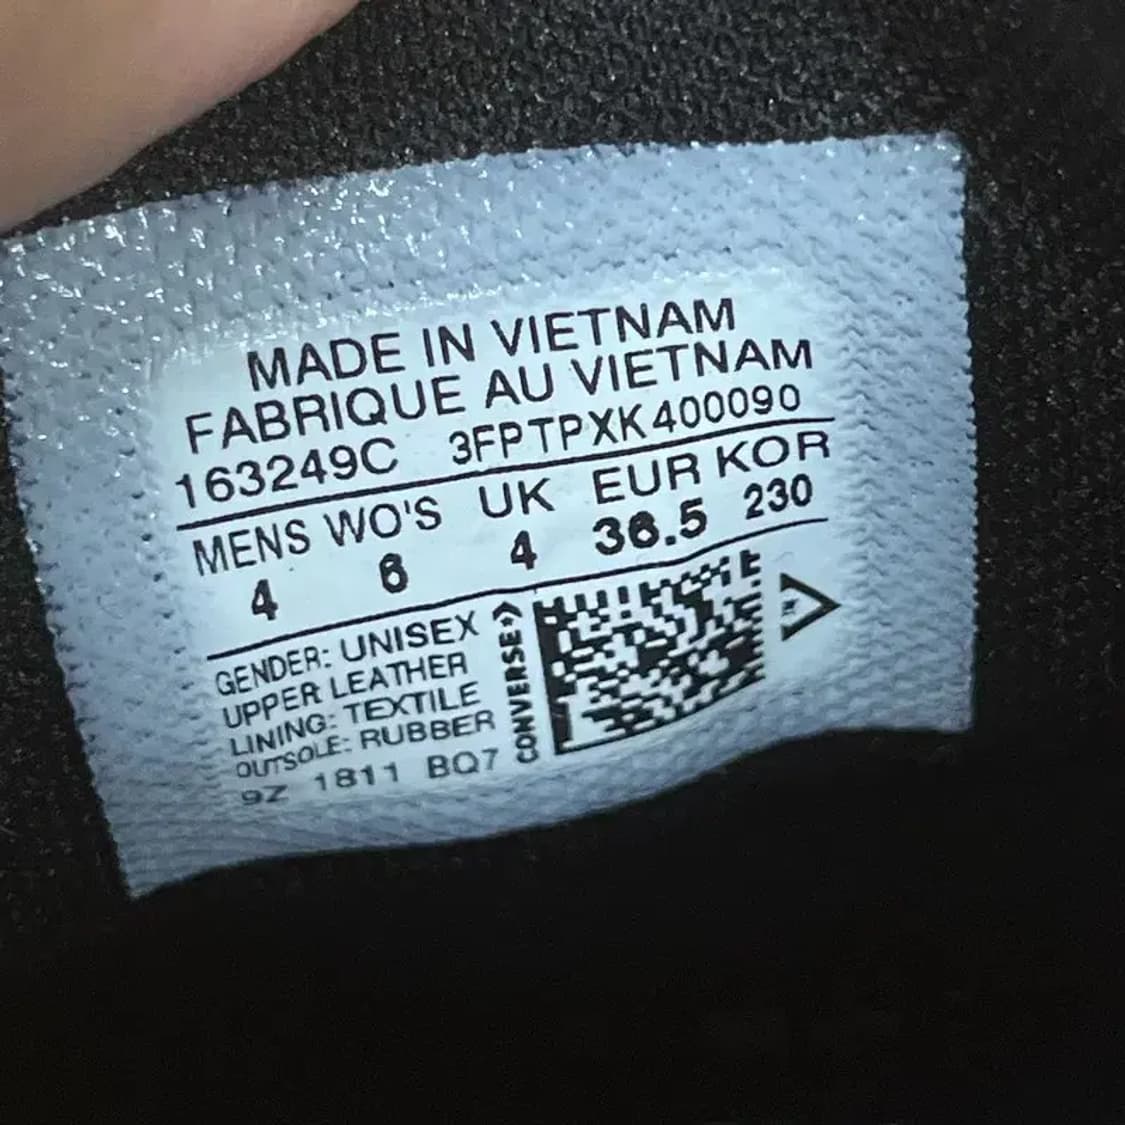 MADE IN VIETNAM
FABRIQUE AU VIETNAM
163249C 3FPTPXK400090
MENS WO'S UK EUR KOR
4 6 4 36.5 230
GENDER: UNISEX
UPPER LEATHER
LINING: TEXTILE
OUTSOLE: RUBBER
9Z 1811 BQ7
CONVERSE